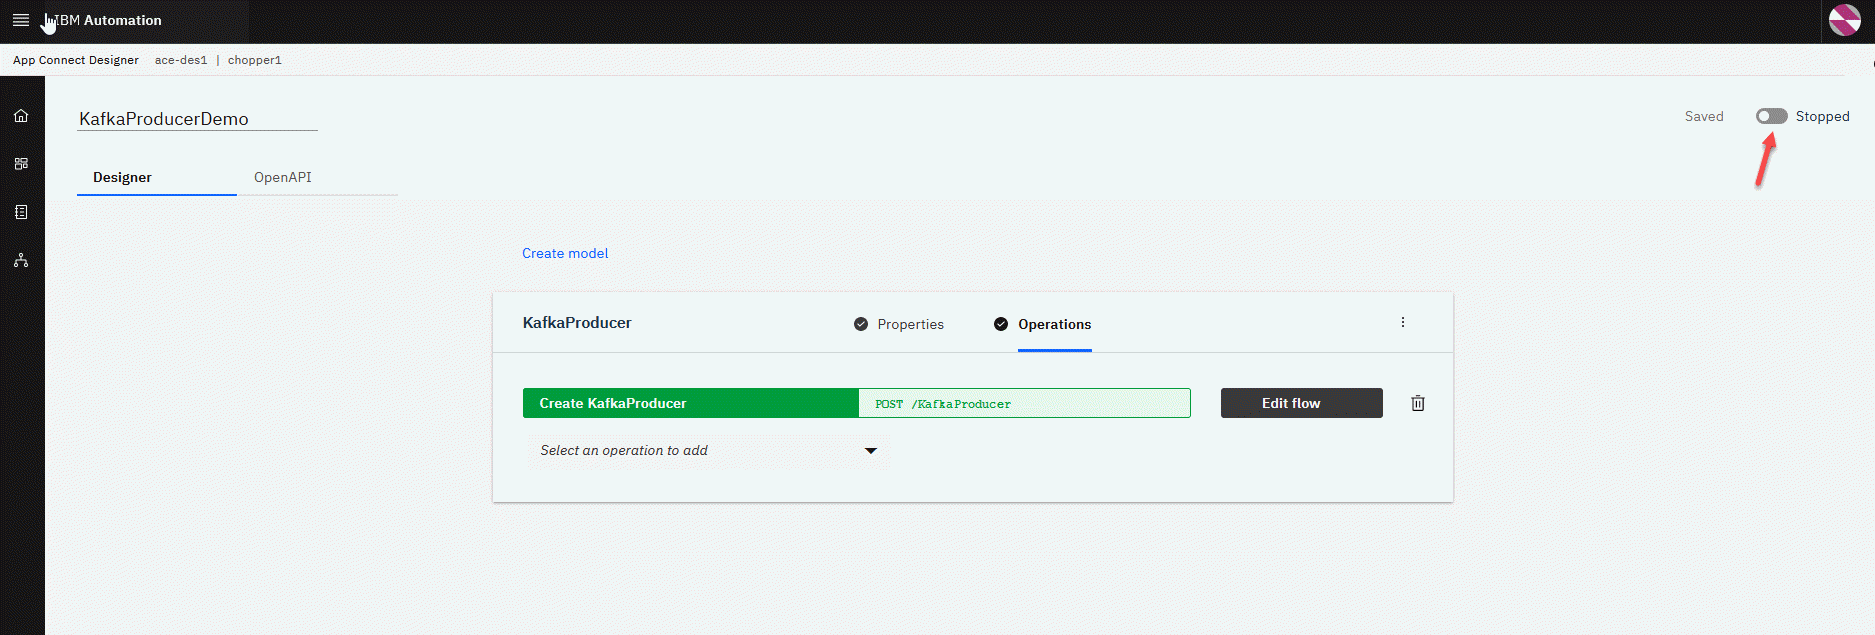 IBM Automation
App Connect Designer ace-des1 | chopper1
KafkaProducerDemo
Saved Stopped
Designer OpenAPI
Create model
KafkaProducer Properties Operations
Create KafkaProducer POST /KafkaProducer Edit flow
Select an operation to add